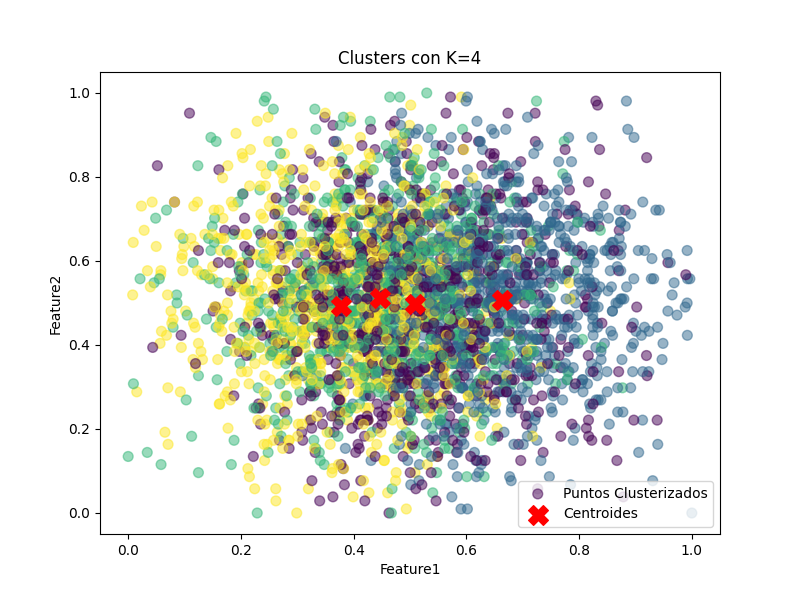 Clusters con K=4
1.0
0.8
0.6
0.4
0.2
0.0
Feature2
Puntos Clusterizados
Centroides
0.0 0.2 0.4 0.6 0.8 1.0
Feature1